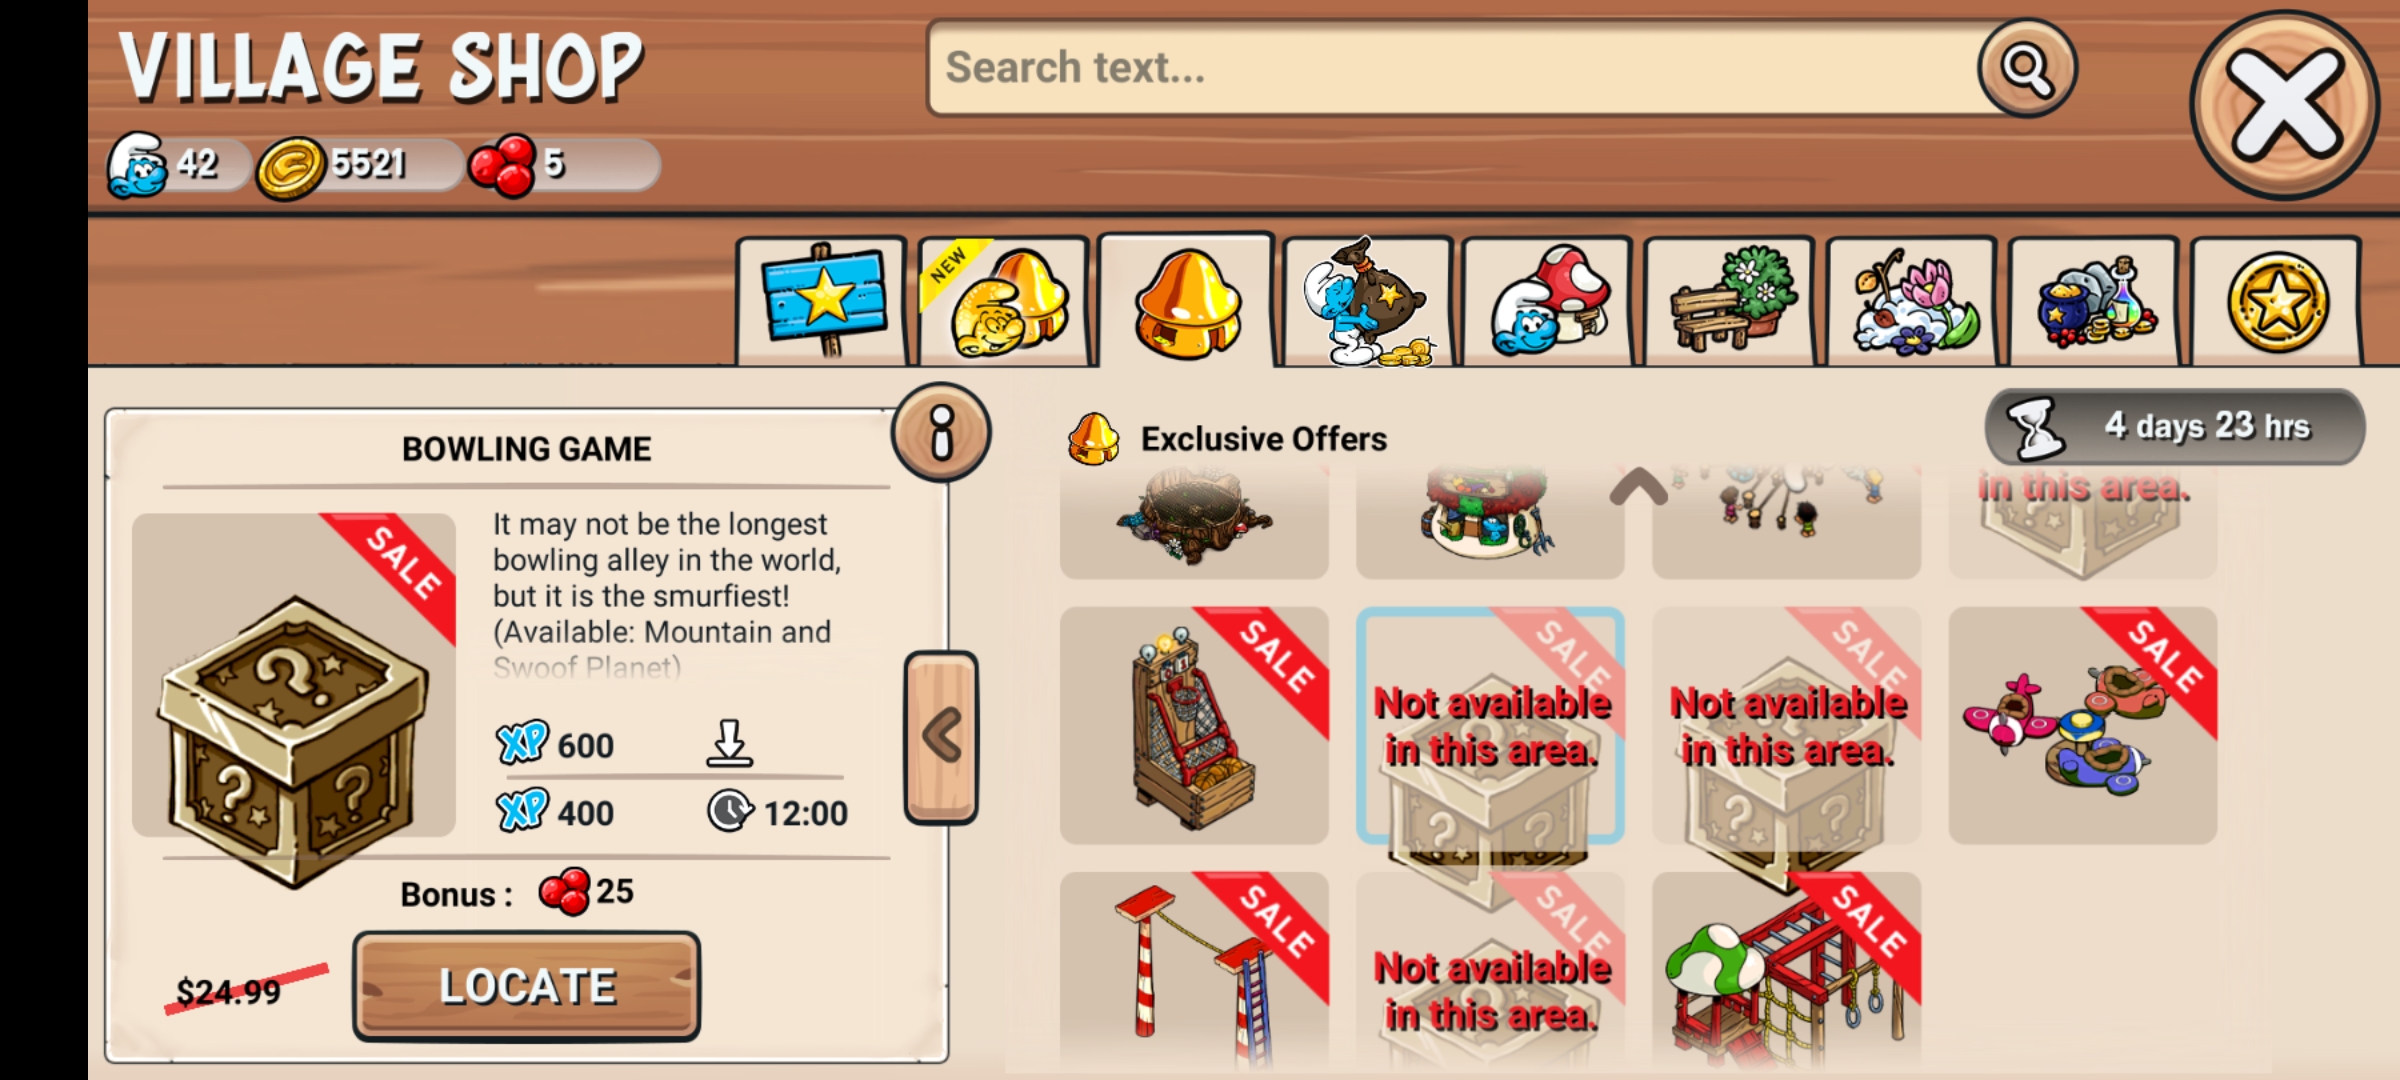 VILLAGE SHOP
Search text...
42
5521
5
NEW
BOWLING GAME
SALE
It may not be the longest
bowling alley in the world,
but it is the smurfiest!
(Available: Mountain and
Swoof Planet)
XP 600
XP 400
12:00
Bonus : 25
$24.99
LOCATE
Exclusive Offers
4 days 23 hrs
in this area.
SALE
SALE
Not available
in this area.
SALE
Not available
in this area.
SALE
SALE
SALE
Not available
in this area.
SALE